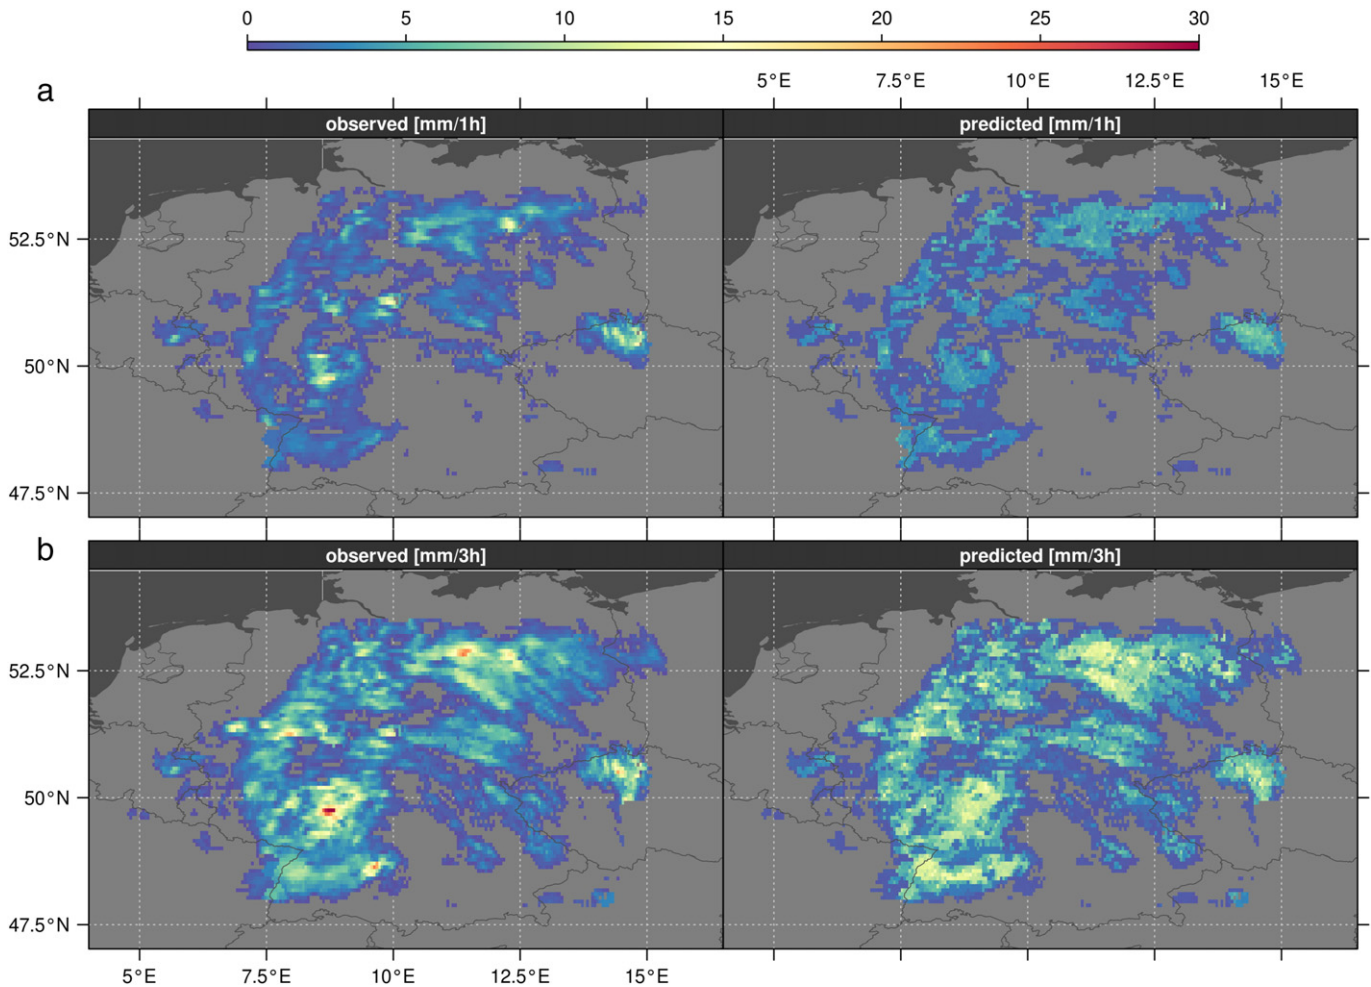 0 5 10 15 20 25 30
5°E 7.5°E 10°E 12.5°E 15°E
a
observed [mm/1h] predicted [mm/1h]
52.5°N
50°N
47.5°N
b
observed [mm/3h] predicted [mm/3h]
52.5°N
50°N
47.5°N
5°E 7.5°E 10°E 12.5°E 15°E